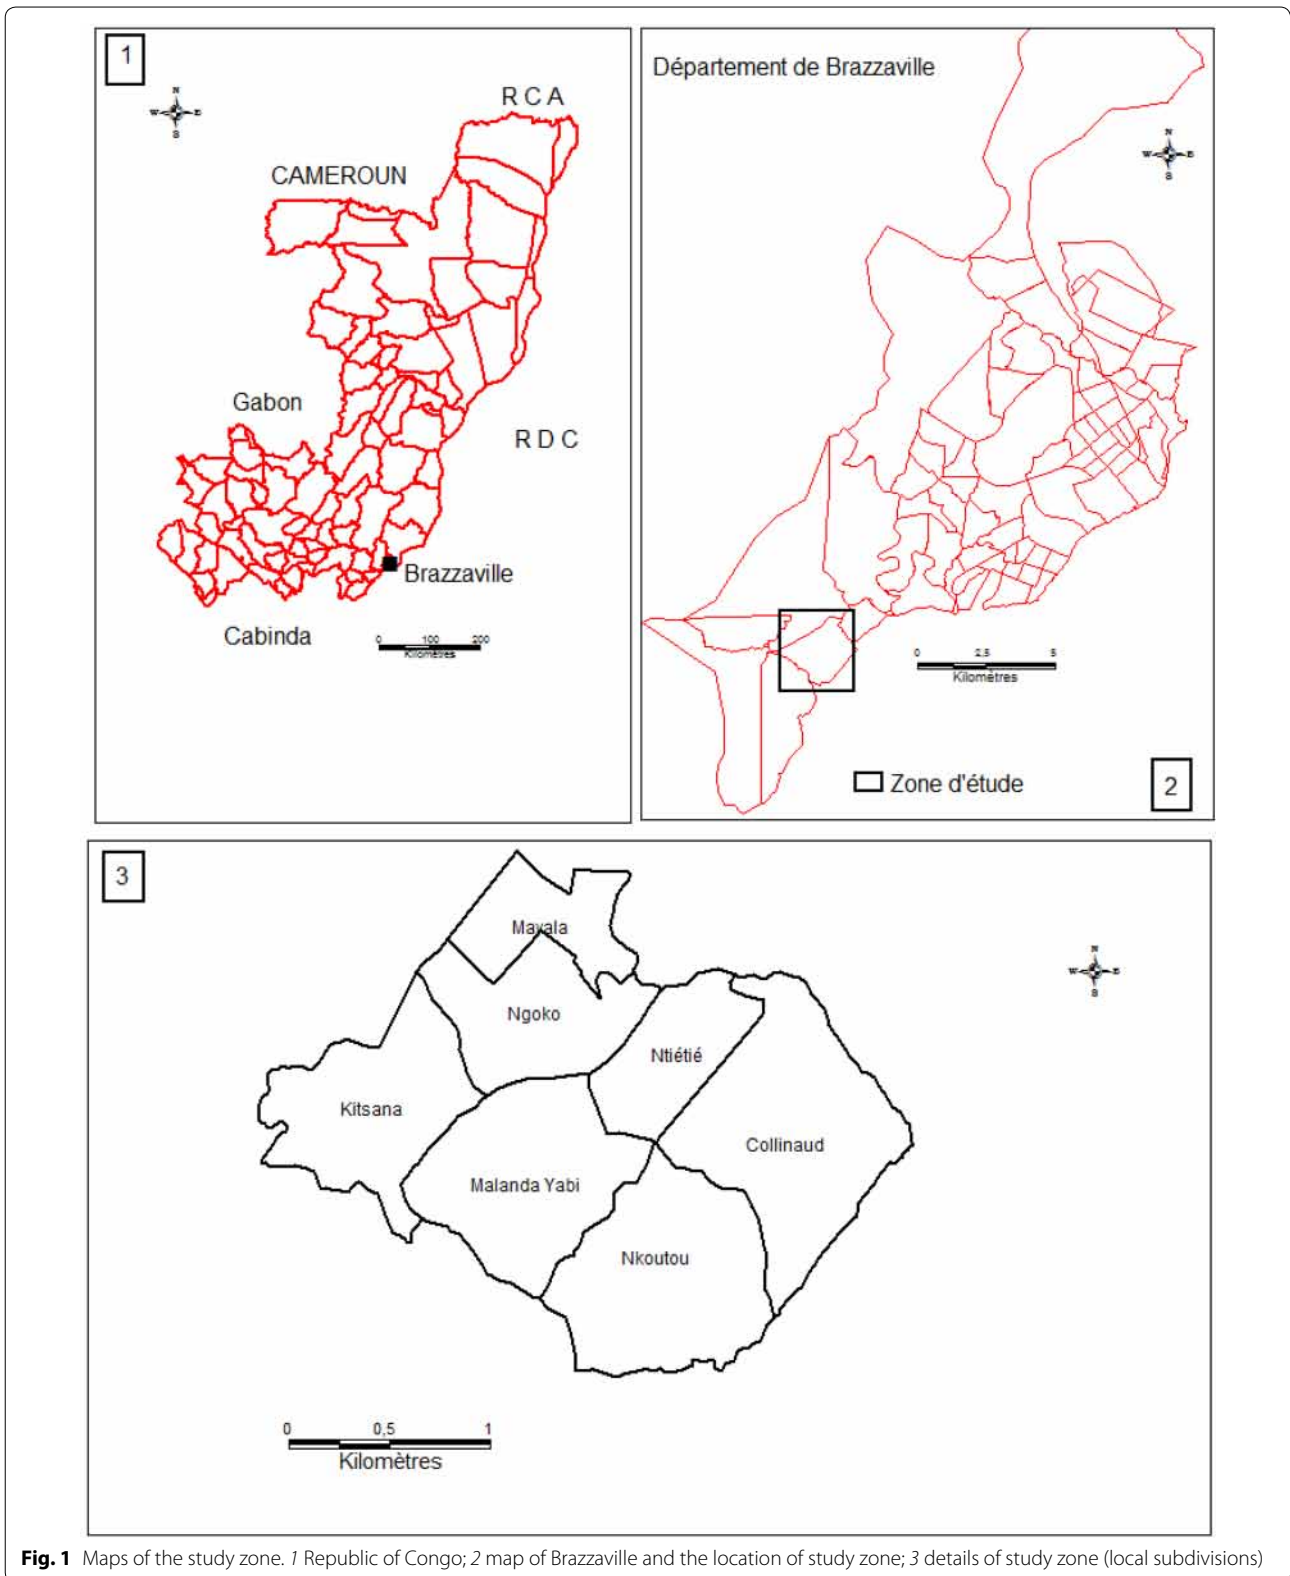 1
N
W E
S
R C A
CAMEROUN
Gabon
R D C
Brazzaville
Cabinda
0 100 200
Kilomètres
Département de Brazzaville
N
W E
S
0 2,5 5
Kilomètres
Zone d'étude
2
3
Mayala
N
W E
S
Ngoko
Ntiétié
Kitsana
Collinaud
Malanda Yabi
Nkoutou
0 0,5 1
Kilomètres
Fig. 1 Maps of the study zone. 1 Republic of Congo; 2 map of Brazzaville and the location of study zone; 3 details of study zone (local subdivisions)